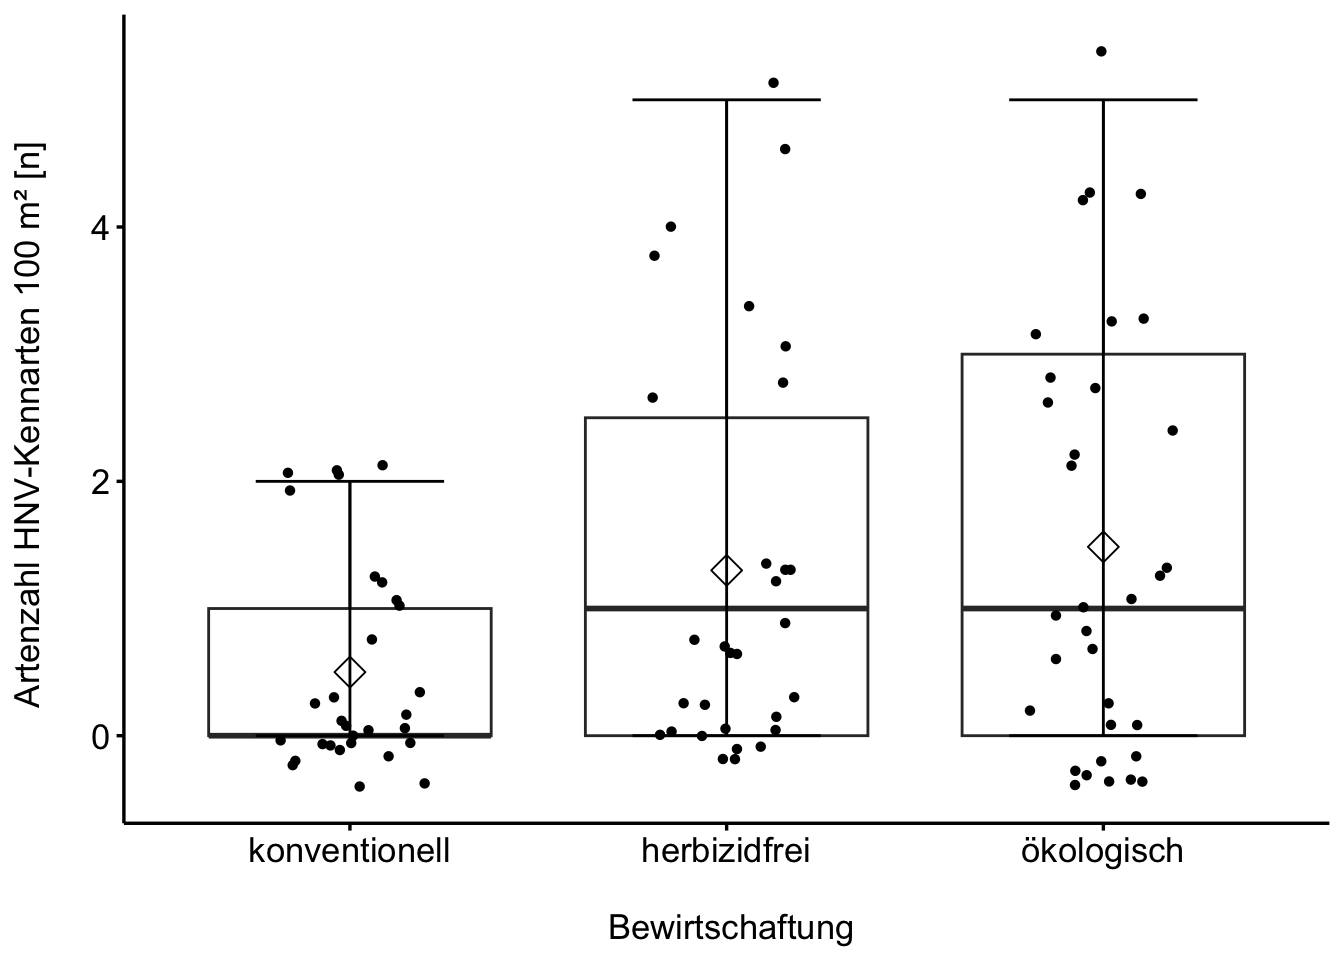 Artenzahl HNV-Kennarten 100 m² [n]
4
2
0
konventionell herbizidfrei ökologisch
Bewirtschaftung